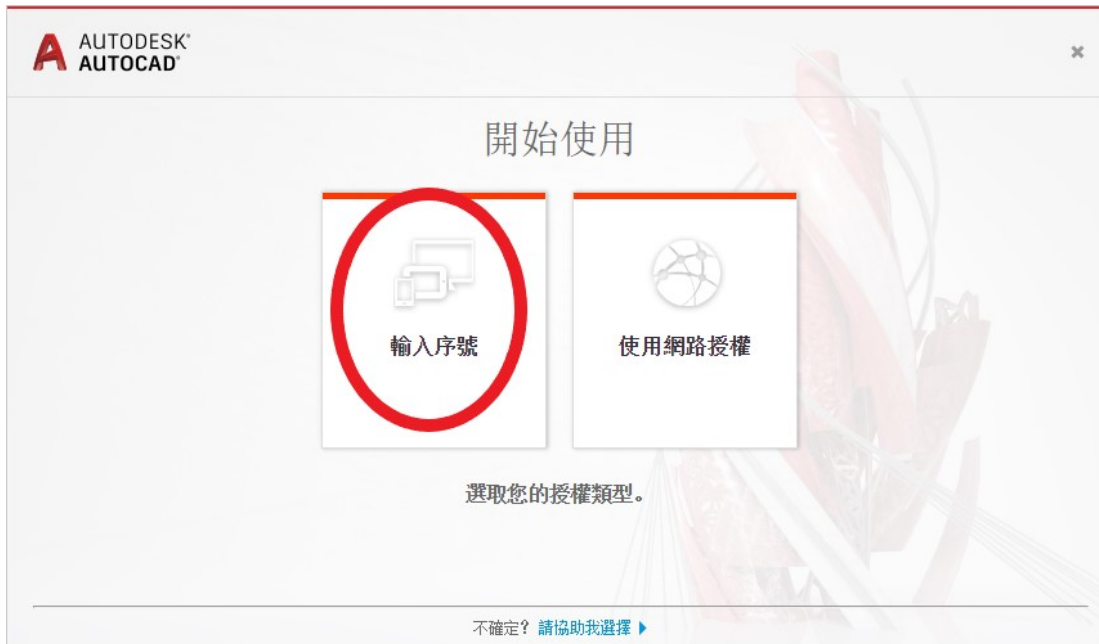 AUTODESK®
AUTOCAD®
開始使用
輸入序號
使用網路授權
選取您的授權類型。
不確定? 請協助我選擇